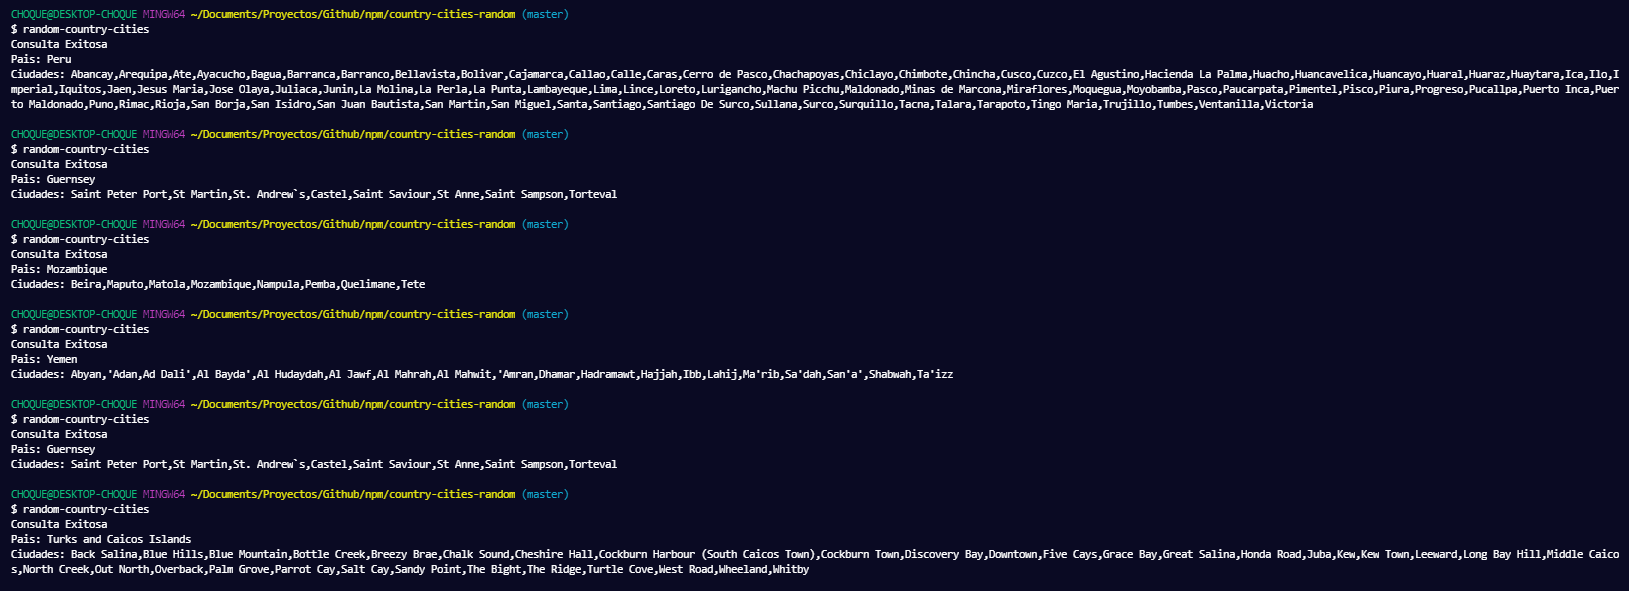 CHOQUE@DESKTOP-CHOQUE MINGW64 ~/Documents/Proyectos/Github/npm/country-cities-random (master)
$ random-country-cities
Consulta Exitosa
Pais: Peru
Ciudades: Abancay,Arequipa,Ate,Ayacucho,Bagua,Barranca,Barranco,Bellavista,Bolivar,Cajamarca,Callao,Calle,Caras,Cerro de Pasco,Chachapoyas,Chiclayo,Chimbote,Chincha,Cusco,Cuzco,El Agustino,Hacienda La Palma,Huacho,Huancavelica,Huancayo,Huaral,Huaraz,Huaytara,Ica,Ilo,I
mperial,Iquitos,Jaen,Jesus Maria,Jose Olaya,Juliaca,Junin,La Molina,La Perla,La Punta,Lambayeque,Lima,Lince,Loreto,Lurigancho,Machu Picchu,Maldonado,Minas de Marcona,Miraflores,Moquegua,Moyobamba,Pasco,Paucarpata,Pimentel,Pisco,Piura,Progreso,Pucallpa,Puerto Inca,Puer
to Maldonado,Puno,Rimac,Rioja,San Borja,San Isidro,San Juan Bautista,San Martin,San Miguel,Santa,Santiago,Santiago De Surco,Sullana,Surco,Surquillo,Tacna,Talara,Tarapoto,Tingo Maria,Trujillo,Tumbes,Ventanilla,Victoria
CHOQUE@DESKTOP-CHOQUE MINGW64 ~/Documents/Proyectos/Github/npm/country-cities-random (master)
$ random-country-cities
Consulta Exitosa
Pais: Guernsey
Ciudades: Saint Peter Port,St Martin,St. Andrew`s,Castel,Saint Saviour,St Anne,Saint Sampson,Torteval
CHOQUE@DESKTOP-CHOQUE MINGW64 ~/Documents/Proyectos/Github/npm/country-cities-random (master)
$ random-country-cities
Consulta Exitosa
Pais: Mozambique
Ciudades: Beira,Maputo,Matola,Mozambique,Nampula,Pemba,Quelimane,Tete
CHOQUE@DESKTOP-CHOQUE MINGW64 ~/Documents/Proyectos/Github/npm/country-cities-random (master)
$ random-country-cities
Consulta Exitosa
Pais: Yemen
Ciudades: Abyan,'Adan,Ad Dali',Al Bayda',Al Hudaydah,Al Jawf,Al Mahrah,Al Mahwit,'Amran,Dhamar,Hadramawt,Hajjah,Ibb,Lahij,Ma'rib,Sa'dah,San'a',Shabwah,Ta'izz
CHOQUE@DESKTOP-CHOQUE MINGW64 ~/Documents/Proyectos/Github/npm/country-cities-random (master)
$ random-country-cities
Consulta Exitosa
Pais: Guernsey
Ciudades: Saint Peter Port,St Martin,St. Andrew`s,Castel,Saint Saviour,St Anne,Saint Sampson,Torteval
CHOQUE@DESKTOP-CHOQUE MINGW64 ~/Documents/Proyectos/Github/npm/country-cities-random (master)
$ random-country-cities
Consulta Exitosa
Pais: Turks and Caicos Islands
Ciudades: Back Salina,Blue Hills,Blue Mountain,Bottle Creek,Breezy Brae,Chalk Sound,Cheshire Hall,Cockburn Harbour (South Caicos Town),Cockburn Town,Discovery Bay,Downtown,Five Cays,Grace Bay,Great Salina,Honda Road,Juba,Kew,Kew Town,Leeward,Long Bay Hill,Middle Caico
s,North Creek,Out North,Overback,Palm Grove,Parrot Cay,Salt Cay,Sandy Point,The Bight,The Ridge,Turtle Cove,West Road,Wheeland,Whitby